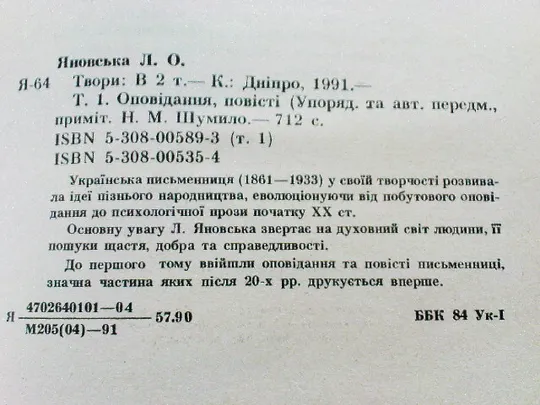 Яновська Л. О.
Я-64 Твори: В 2 т.— К.: Дніпро, 1991.—
Т. 1. Оповідання, повісті (Упоряд. та авт. передм.,
приміт. Н. М. Шумило.— 712 с.
ISBN 5-308-00589-3 (т. 1)
ISBN 5-308-00535-4
Українська письменниця (1861—1933) у своїй творчості розвива-
ла ідеї пізнього народництва, еволюціонуючи від побутового опові-
дання до психологічної прози початку XX ст.
Основну увагу Л. Яновська звертає на духовний світ людини, її
пошуки щастя, добра та справедливості.
До першого тому ввійшли оповідання та повісті письменниці,
значна частина яких після 20-х рр. друкується вперше.
Я 4702640101—04 57.90 ББК 84 Ук-І
М205(04)—91